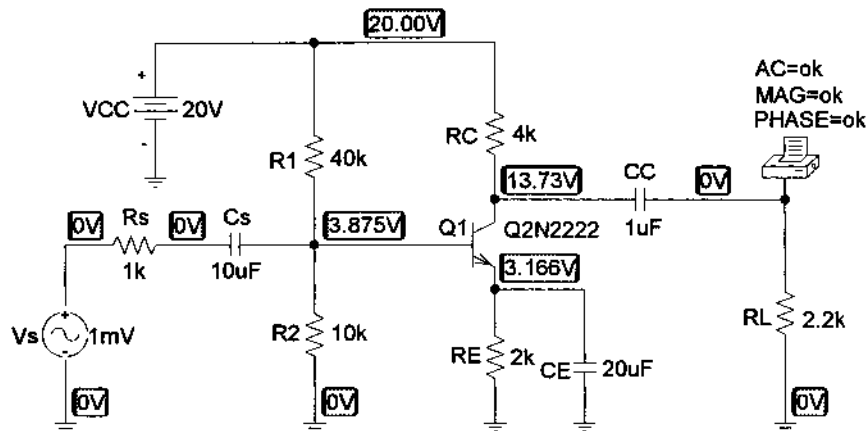 20.00V
AC=ok
MAG=ok
PHASE=ok
+
VCC
20V
-
RC
4k
R1
40k
13.73V
CC
0V
1uF
0V
Rs
0V
Cs
3.875V
Q1
Q2N2222
1k
10uF
3.166V
+
Vs
1mV
-
R2
10k
RE
2k
CE
20uF
RL
2.2k
0V
0V
0V